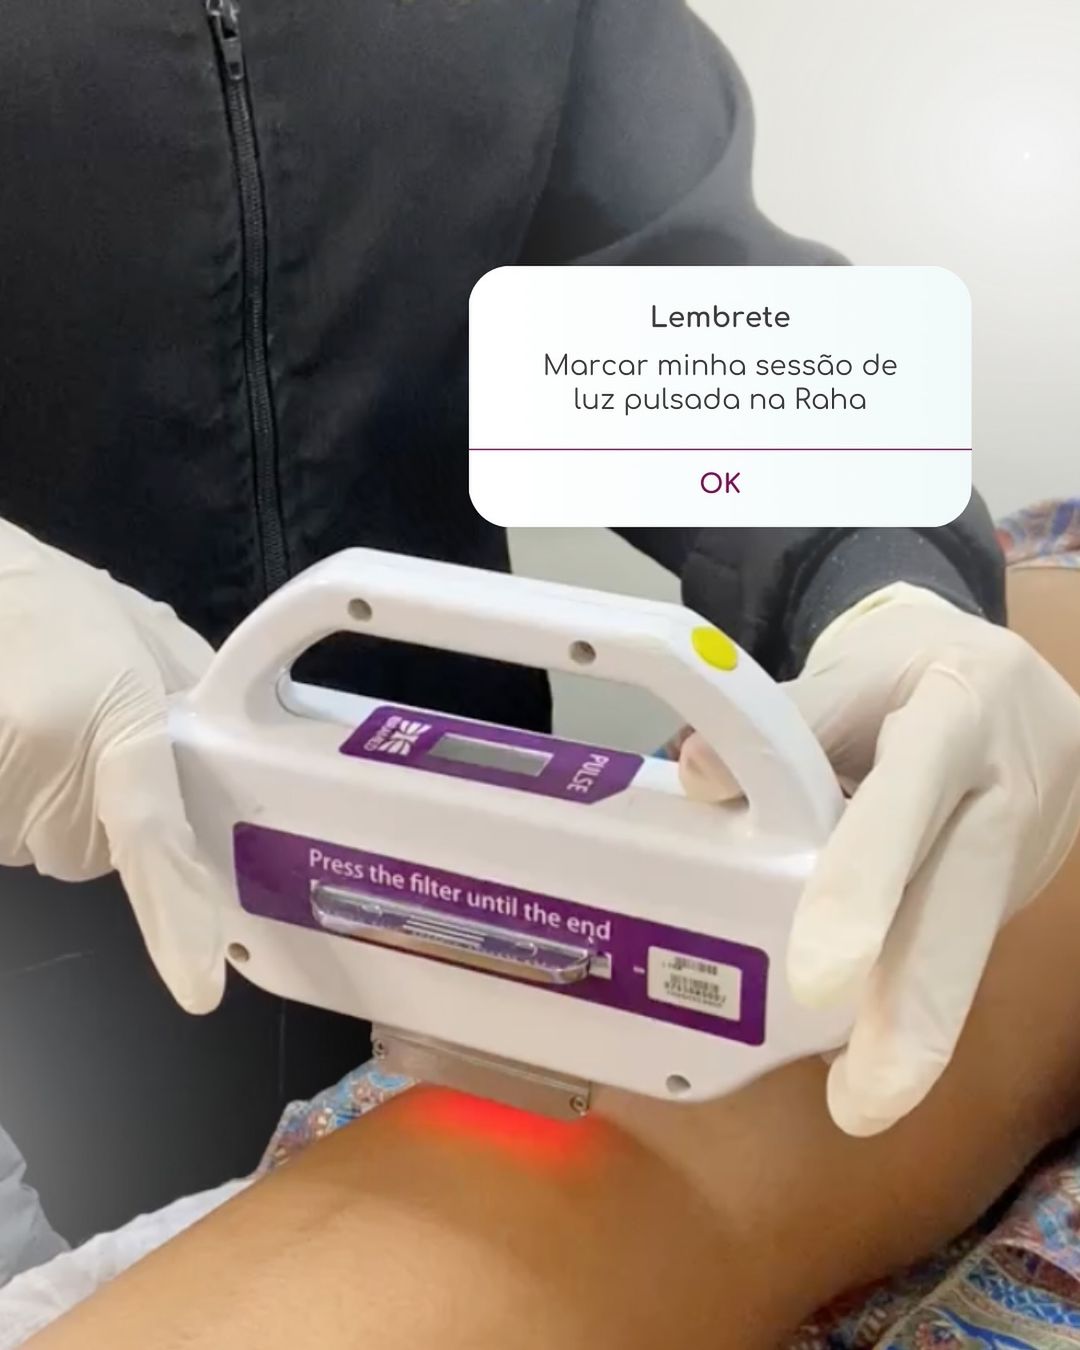 Lembrete
Marcar minha sessão de
luz pulsada na Raha
OK
PULSE
Press the filter until the end